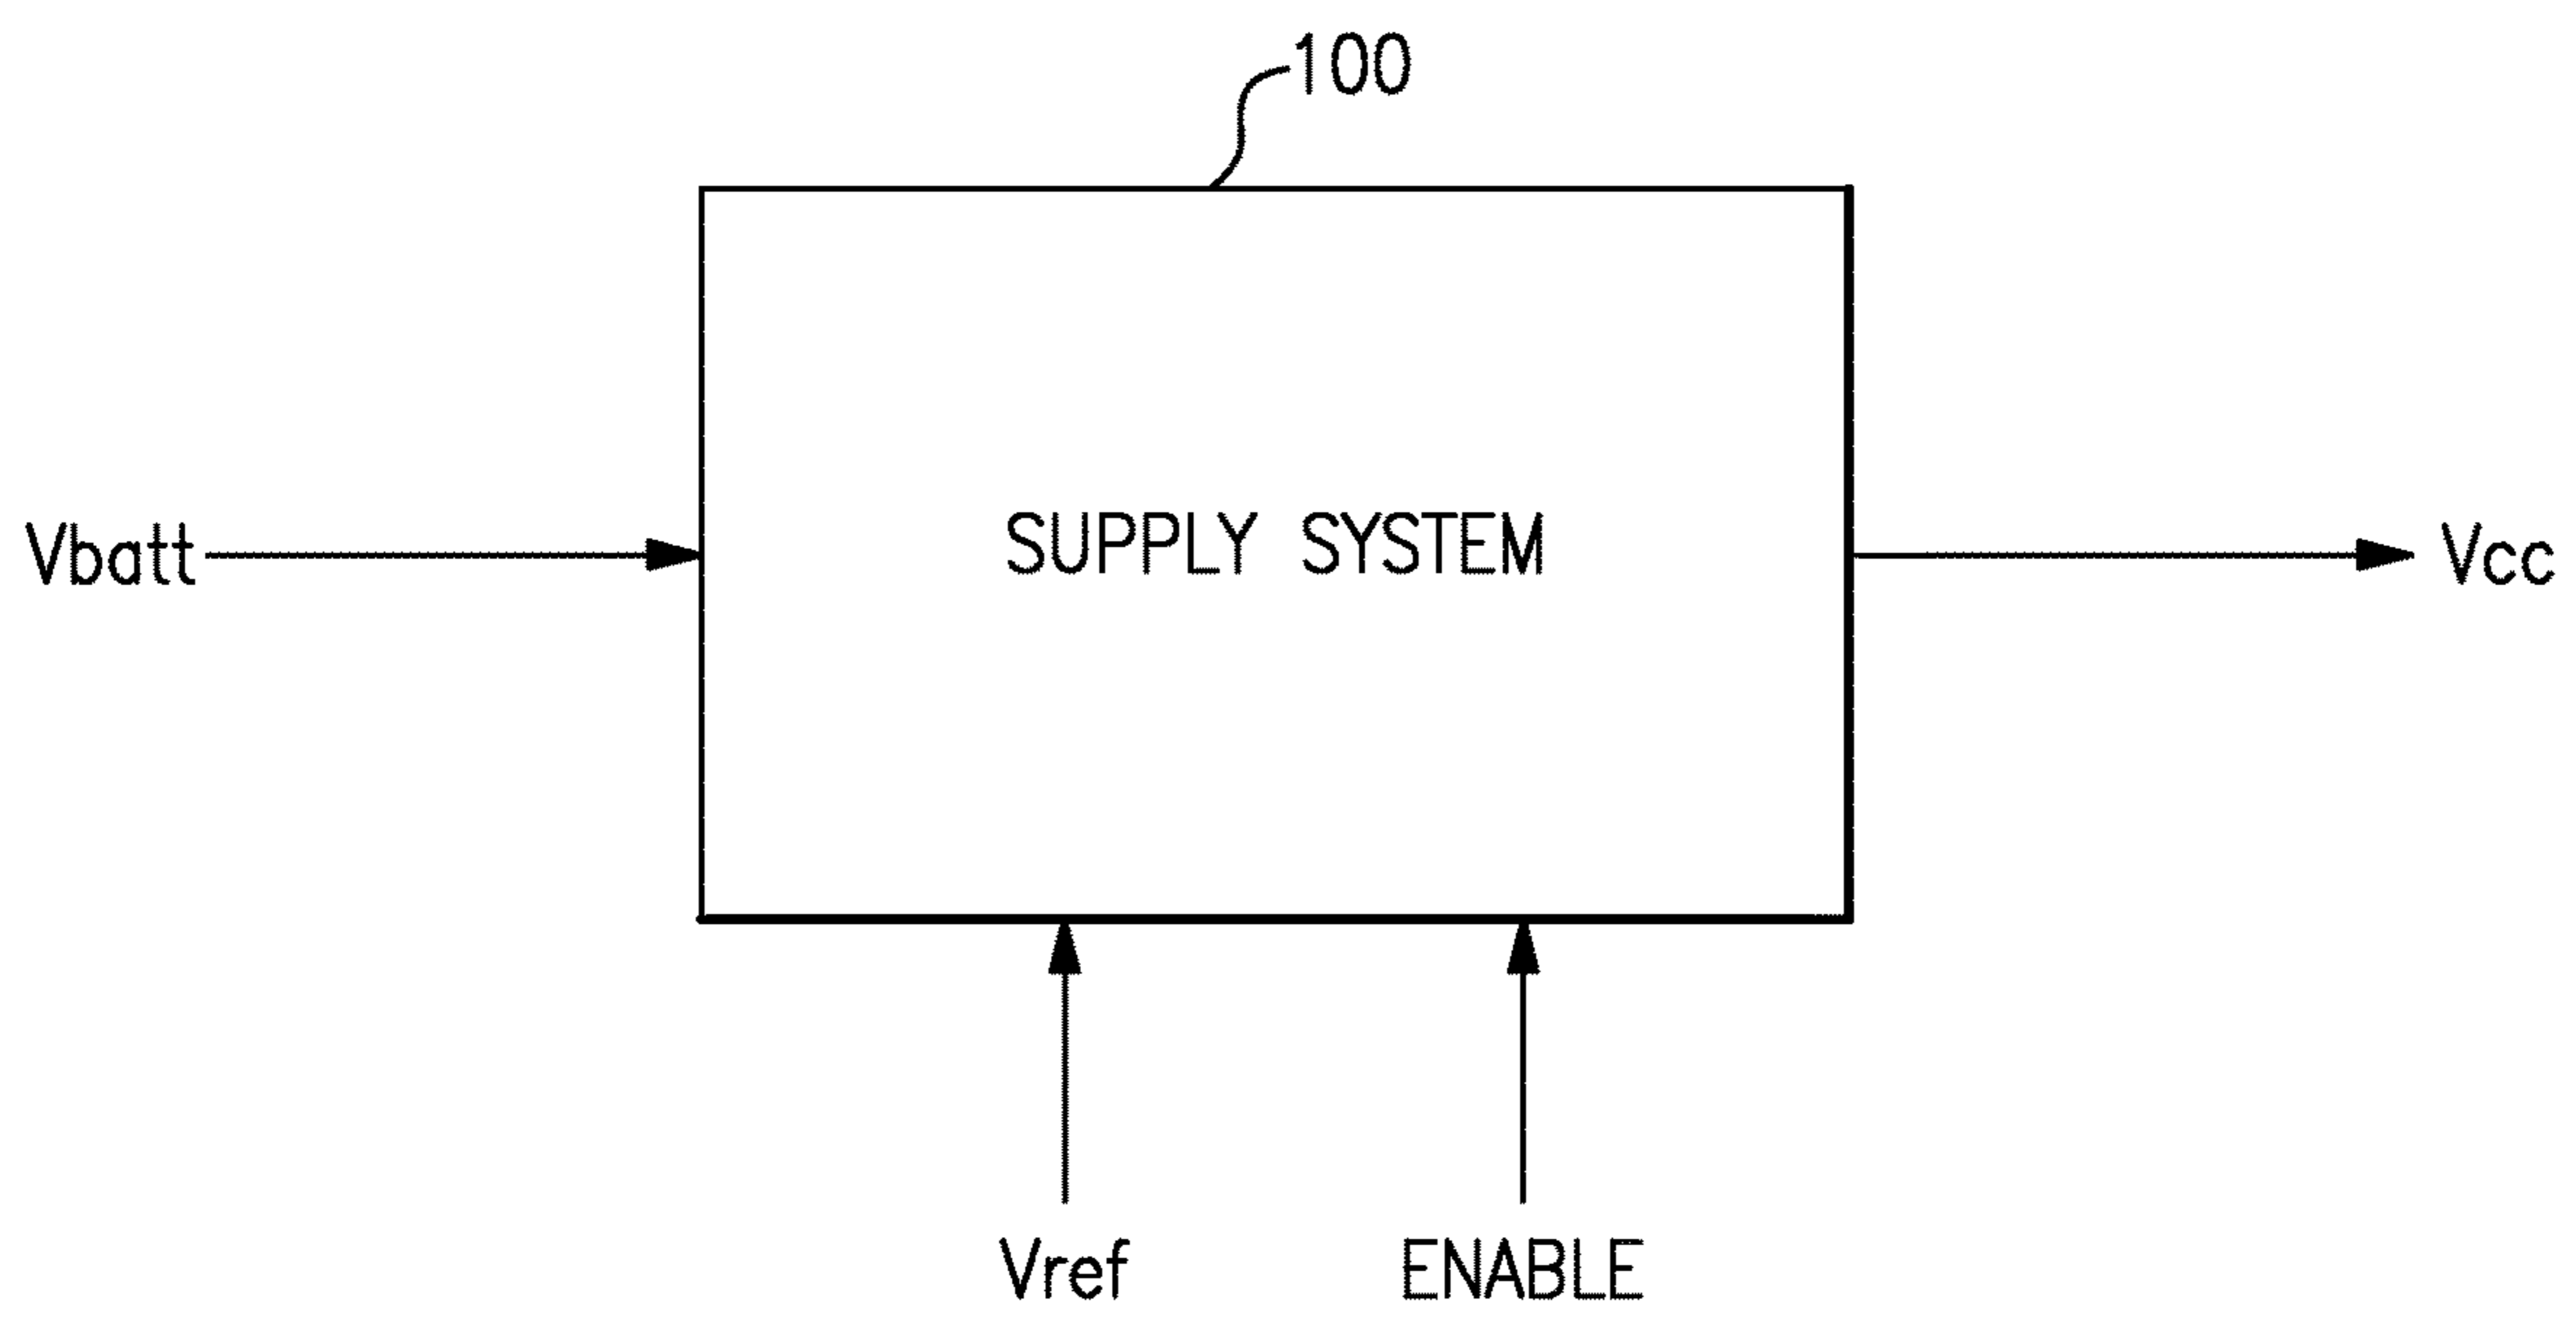 100
Vbatt
SUPPLY SYSTEM
Vcc
Vref
ENABLE